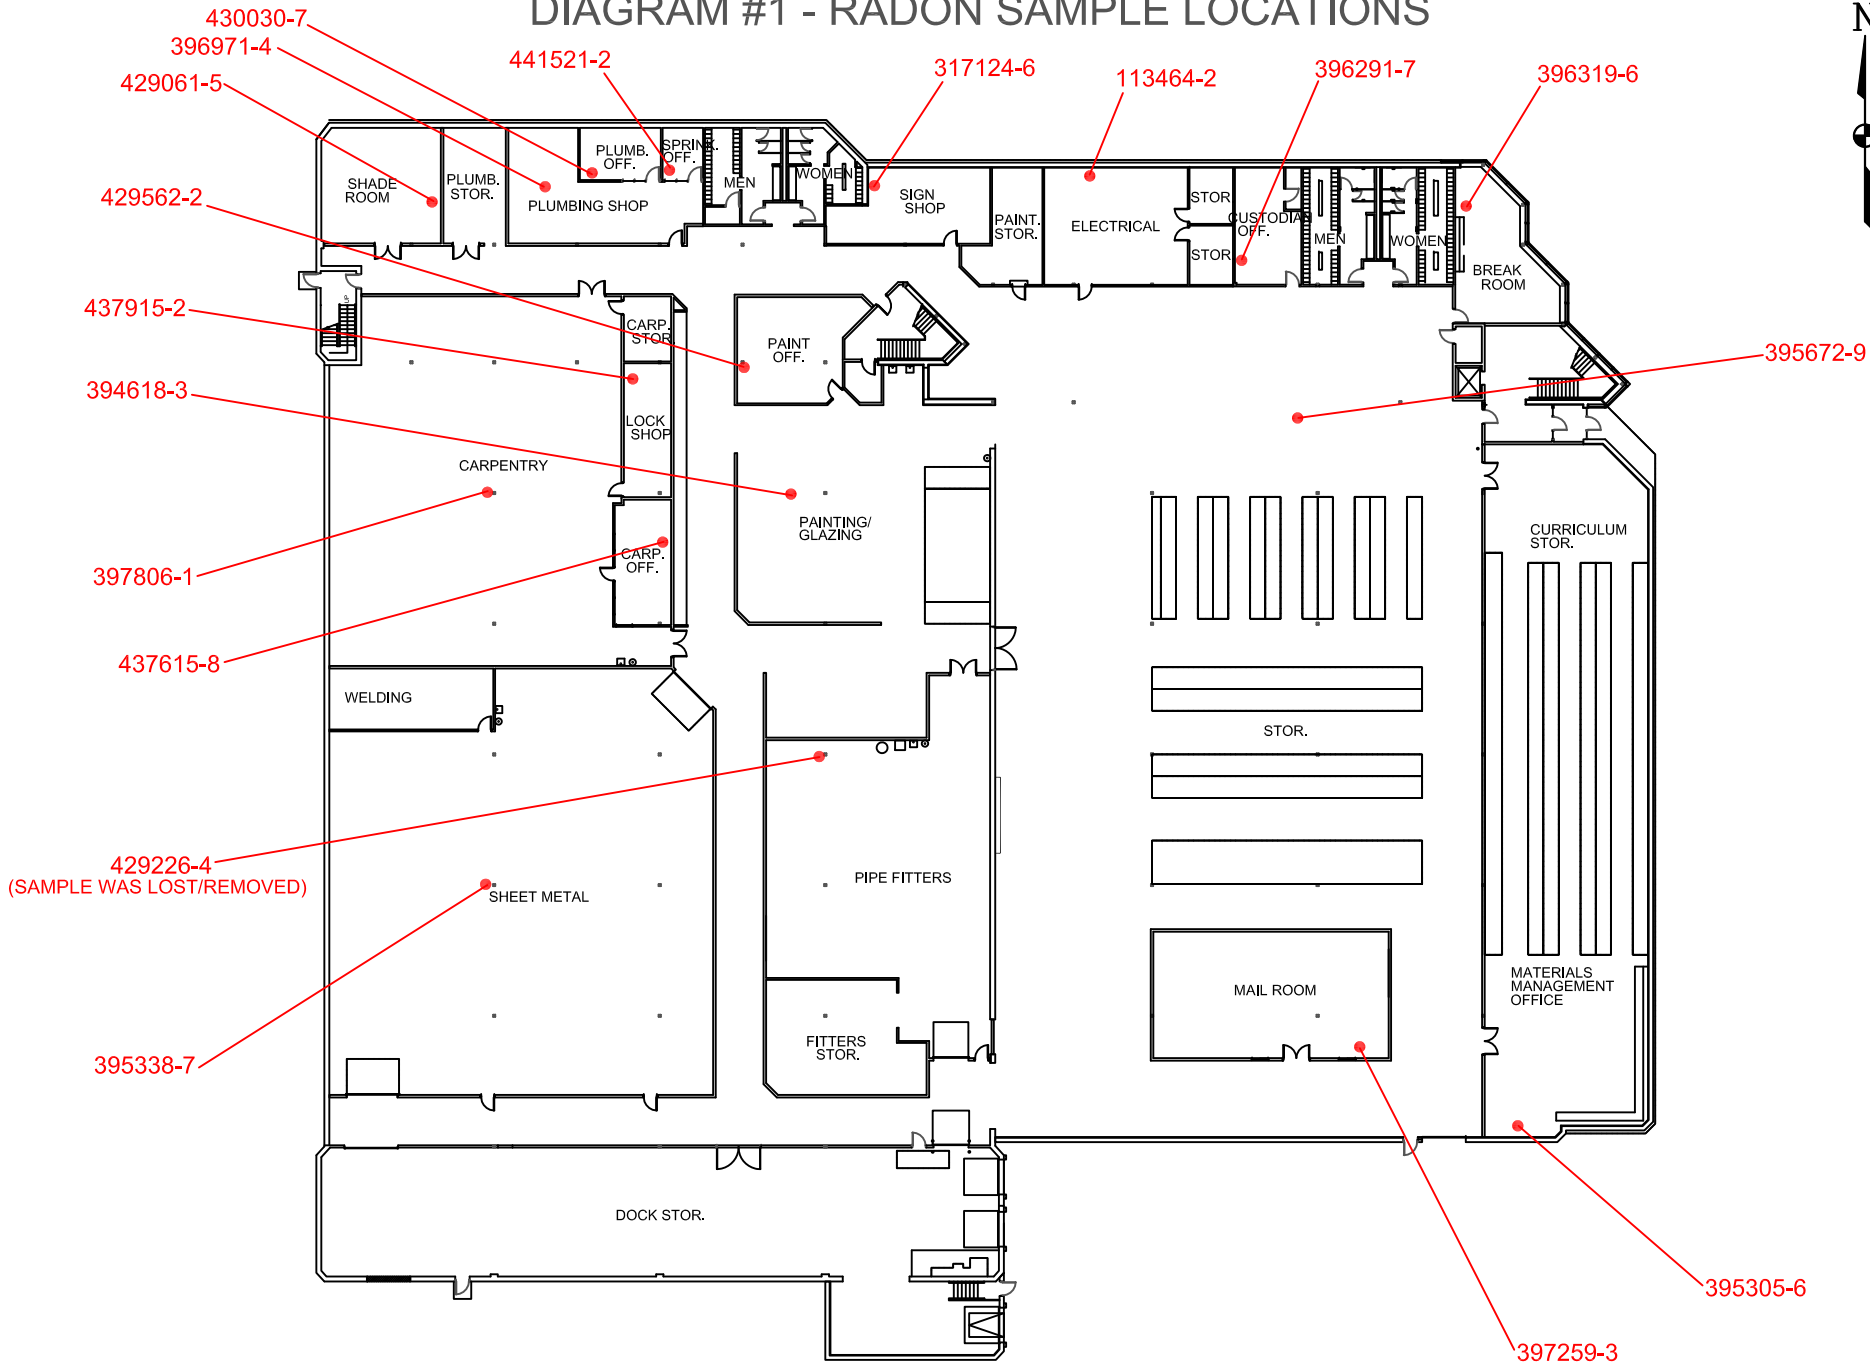 DIAGRAM #1 - RADON SAMPLE LOCATIONS
N
430030-7
396971-4
429061-5
441521-2
317124-6
113464-2
396291-7
396319-6
429562-2
437915-2
394618-3
397806-1
437615-8
429226-4
(SAMPLE WAS LOST/REMOVED)
395338-7
395672-9
395305-6
397259-3
SHADE
ROOM
PLUMB.
STOR.
PLUMBING SHOP
PLUMB.
OFF.
SPRINK.
OFF.
MEN
WOMEN
SIGN
SHOP
PAINT.
STOR.
ELECTRICAL
STOR
STOR
CUSTODIAN
OFF.
MEN
WOMEN
BREAK
ROOM
UP
CARP.
STOR
PAINT
OFF.
LOCK
SHOP
CARPENTRY
CARP.
OFF.
PAINTING/
GLAZING
CURRICULUM
STOR.
WELDING
STOR.
SHEET METAL
PIPE FITTERS
MAIL ROOM
MATERIALS
MANAGEMENT
OFFICE
FITTERS
STOR.
DOCK STOR.